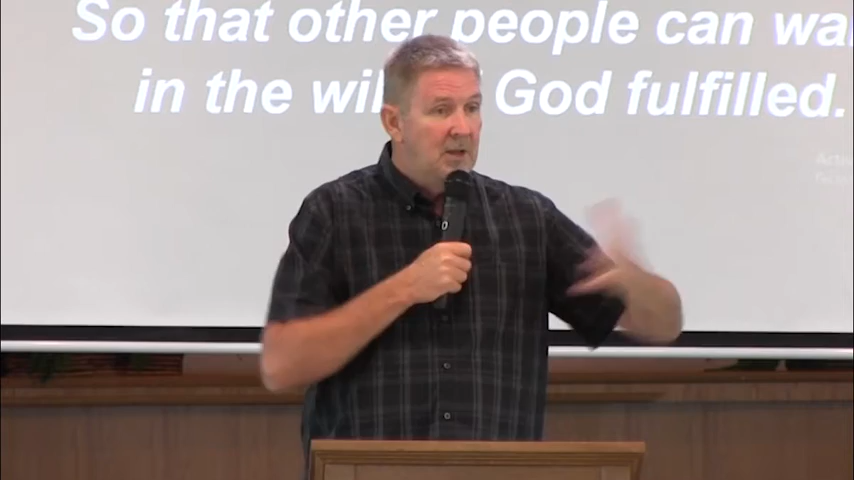 So that other people can
in the God fulfilled.